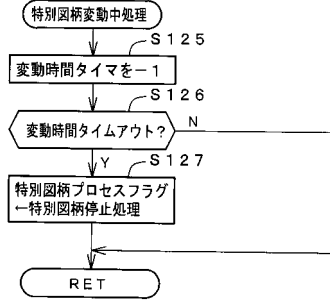 特別図柄変動中処理
S125
変動時間タイマを－1
S126
変動時間タイムアウト?
N
Y
S127
特別図柄プロセスフラグ
←特別図柄停止処理
RET